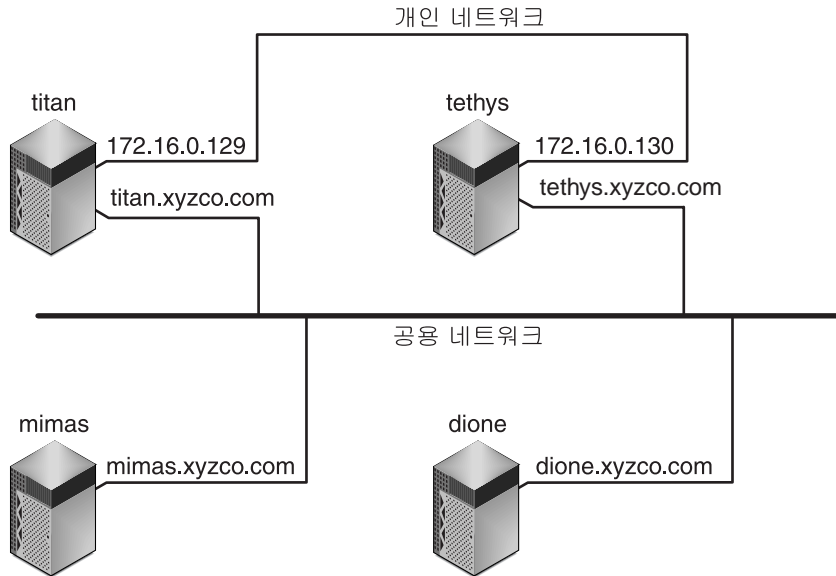 개인 네트워크
titan
tethys
172.16.0.129
172.16.0.130
titan.xyzco.com
tethys.xyzco.com
공용 네트워크
mimas
dione
mimas.xyzco.com
dione.xyzco.com